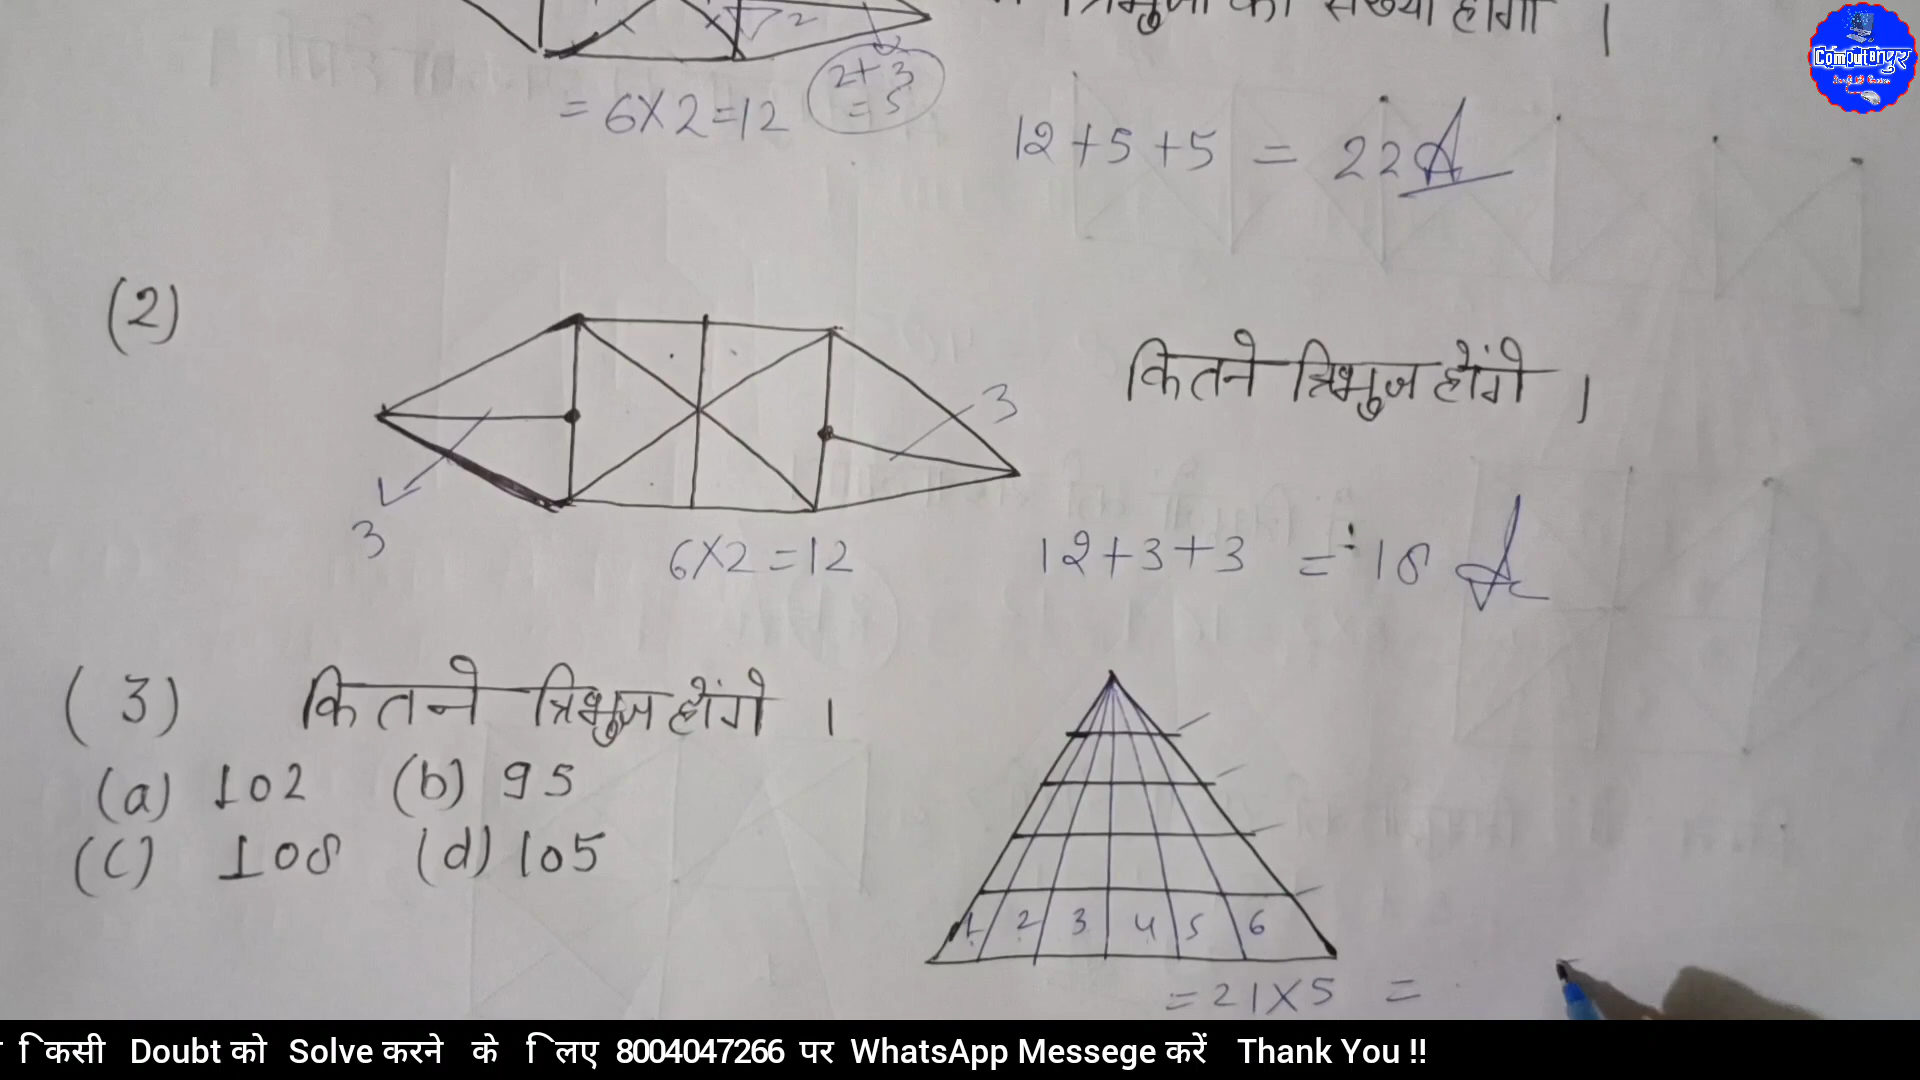 त्रिभुजों की संख्या होगी ।
2
2+3
=5
= 6X2=12
12+5+5 = 22 A
(2)
कितने त्रिभुज होंगे ।
3
3
6X2=12
12+3+3 = 18 A
(3) कितने त्रिभुज होंगे ।
(a) 102 (b) 95
(C) 108 (d) 105
1 2 3 4 5 6
=21X5 =
किसी Doubt को Solve करने के लिए 8004047266 पर WhatsApp Messege करें Thank You !!